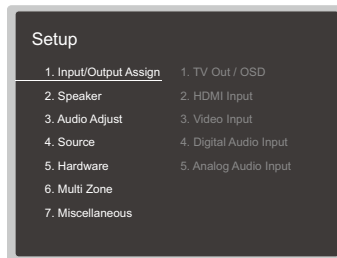 Setup
1. Input/Output Assign
2. Speaker
3. Audio Adjust
4. Source
5. Hardware
6. Multi Zone
7. Miscellaneous
1. TV Out / OSD
2. HDMI Input
3. Video Input
4. Digital Audio Input
5. Analog Audio Input